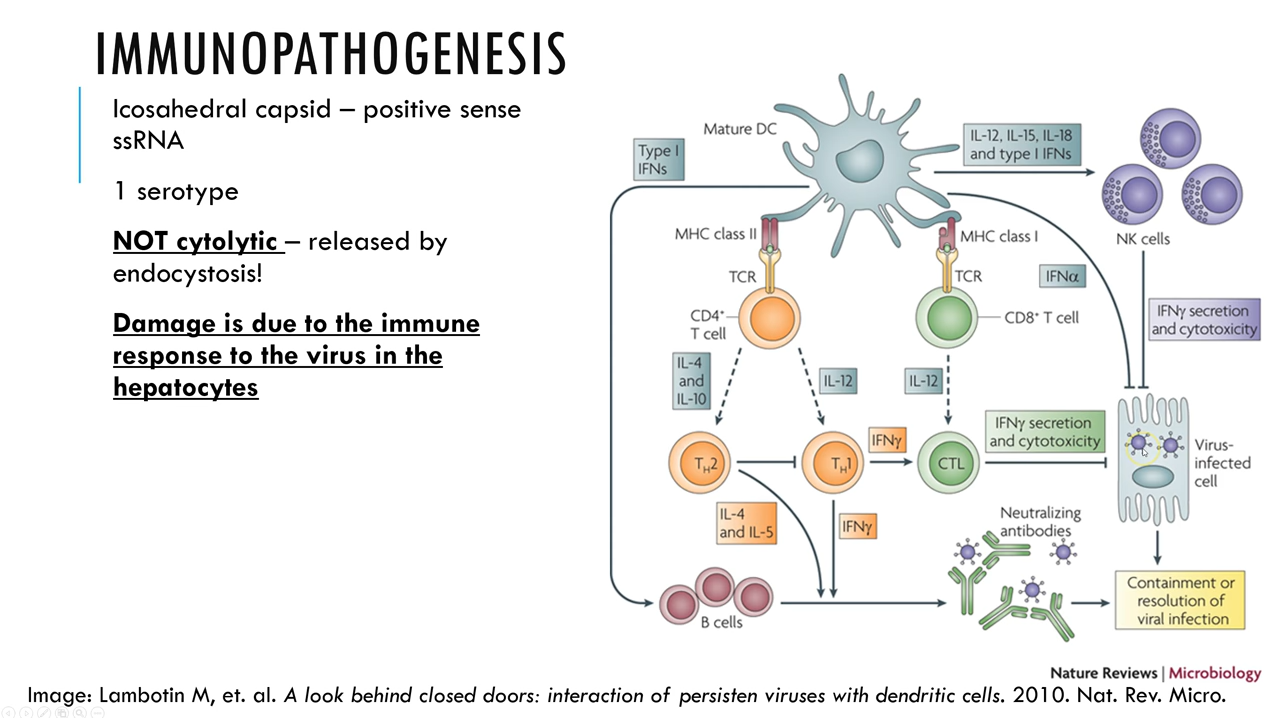 IMMUNOPATHOGENESIS
Icosahedral capsid – positive sense
ssRNA
1 serotype
NOT cytolytic – released by
endocystosis!
Damage is due to the immune
response to the virus in the
hepatocytes
Mature DC
Type I
IFNs
IL-12, IL-15, IL-18
and type I IFNs
NK cells
MHC class II
MHC class I
TCR
TCR
IFNα
CD4⁺
T cell
CD8⁺ T cell
IFNγ secretion
and cytotoxicity
IL-4
and
IL-10
IL-12
IL-12
IFNγ
IFNγ secretion
and cytotoxicity
TH2
TH1
CTL
Virus-
infected
cell
IL-4
and IL-5
IFNγ
Neutralizing
antibodies
B cells
Containment or
resolution of
viral infection
Nature Reviews | Microbiology
Image: Lambotin M, et. al. A look behind closed doors: interaction of persisten viruses with dendritic cells. 2010. Nat. Rev. Micro.